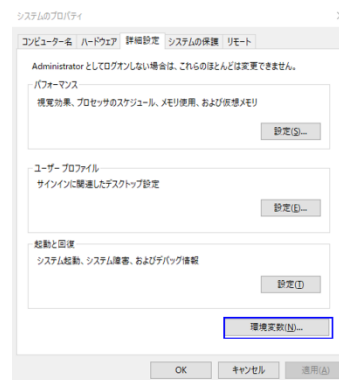 システムのプロパティ
コンピューター名 ハードウェア 詳細設定 システムの保護 リモート
Administrator としてログオンしない場合は、これらのほとんどは変更できません。
パフォーマンス
視覚効果、プロセッサのスケジュール、メモリ使用、および仮想メモリ
設定(S)...
ユーザー プロファイル
サインインに関連したデスクトップ設定
設定(E)...
起動と回復
システム起動、システム障害、およびデバッグ情報
設定(T)
環境変数(N)...
OK キャンセル 適用(A)